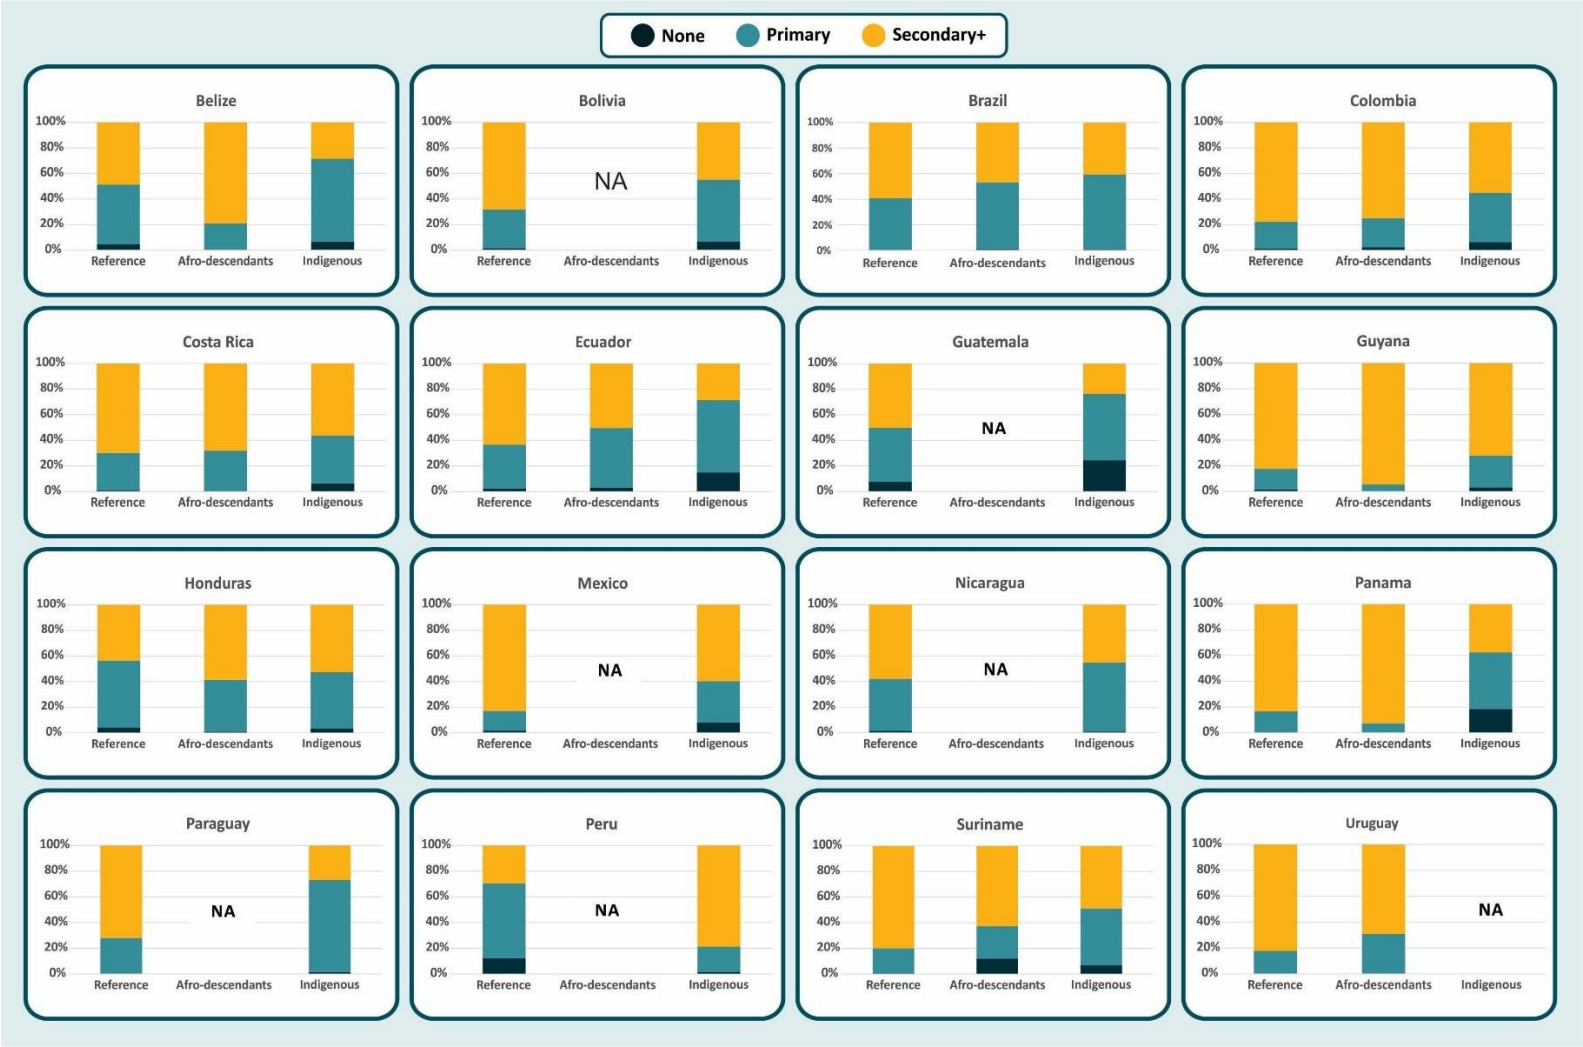 None Primary Secondary+
Belize
100%
80%
60%
40%
20%
0%
Reference Afro-descendants Indigenous
Bolivia
100%
80%
60%
NA
40%
20%
0%
Reference Afro-descendants Indigenous
Brazil
100%
80%
60%
40%
20%
0%
Reference Afro-descendants Indigenous
Colombia
100%
80%
60%
40%
20%
0%
Reference Afro-descendants Indigenous
Costa Rica
100%
80%
60%
40%
20%
0%
Reference Afro-descendants Indigenous
Ecuador
100%
80%
60%
40%
20%
0%
Reference Afro-descendants Indigenous
Guatemala
100%
80%
60%
NA
40%
20%
0%
Reference Afro-descendants Indigenous
Guyana
100%
80%
60%
40%
20%
0%
Reference Afro-descendants Indigenous
Honduras
100%
80%
60%
40%
20%
0%
Reference Afro-descendants Indigenous
Mexico
100%
80%
60%
NA
40%
20%
0%
Reference Afro-descendants Indigenous
Nicaragua
100%
80%
60%
NA
40%
20%
0%
Reference Afro-descendants Indigenous
Panama
100%
80%
60%
40%
20%
0%
Reference Afro-descendants Indigenous
Paraguay
100%
80%
60%
NA
40%
20%
0%
Reference Afro-descendants Indigenous
Peru
100%
80%
60%
NA
40%
20%
0%
Reference Afro-descendants Indigenous
Suriname
100%
80%
60%
40%
20%
0%
Reference Afro-descendants Indigenous
Uruguay
100%
80%
60%
NA
40%
20%
0%
Reference Afro-descendants Indigenous